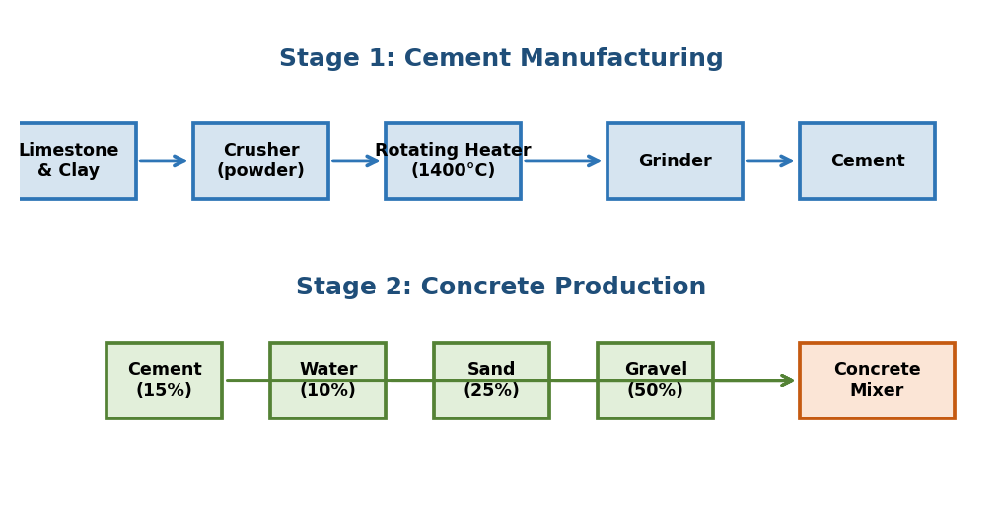 Stage 1: Cement Manufacturing
Limestone
& Clay
Crusher
(powder)
Rotating Heater
(1400°C)
Grinder
Cement
Stage 2: Concrete Production
Cement
(15%)
Water
(10%)
Sand
(25%)
Gravel
(50%)
Concrete
Mixer